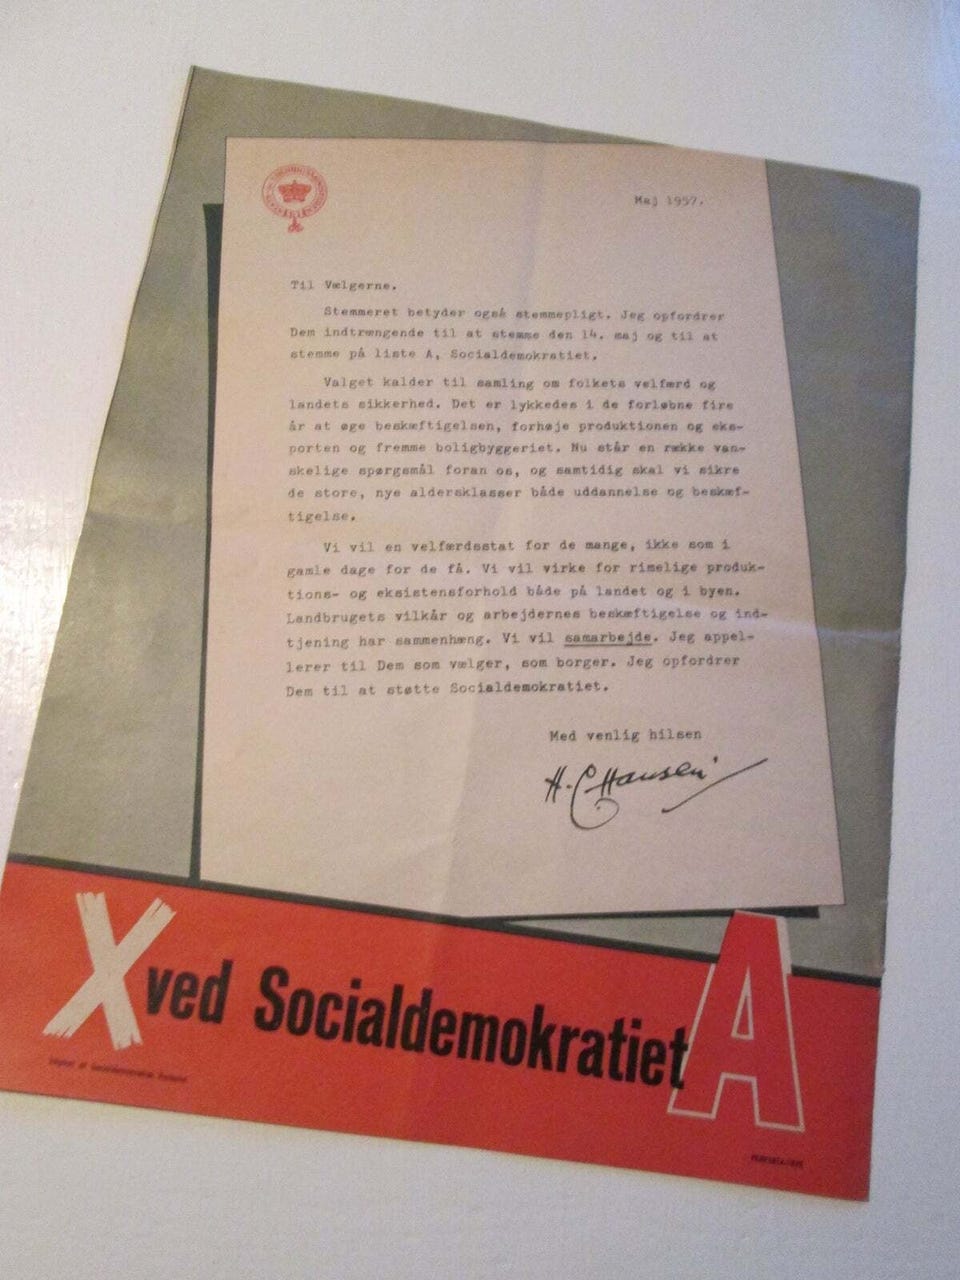 Maj 1957.
Til Vælgerne.
Stemmeret betyder også stemmepligt. Jeg opfordrer
Dem indtrængende til at stemme den 14. maj og til at
stemme på liste A, Socialdemokratiet.
Valget kalder til samling om folkets velfærd og
landets sikkerhed. Det er lykkedes i de forløbne fire
år at øge beskæftigelsen, forhøje produktionen og eks-
porten og fremme boligbyggeriet. Nu står en række van-
skelige spørgsmål foran os, og samtidig skal vi sikre
de store, nye aldersklasser både uddannelse og beskæf-
tigelse.
Vi vil en velfærdsstat for de mange, ikke som i
gamle dage for de få. Vi vil virke for rimelige produk-
tions- og eksistensforhold både på landet og i byen.
Landbrugets vilkår og arbejdernes beskæftigelse og ind-
tjening har sammenhæng. Vi vil samarbejde. Jeg appel-
lerer til Dem som vælger, som borger. Jeg opfordrer
Dem til at støtte Socialdemokratiet.
Med venlig hilsen
H.C. Hansen
X ved Socialdemokratiet A
Udgivet af Socialdemokratisk Forbund